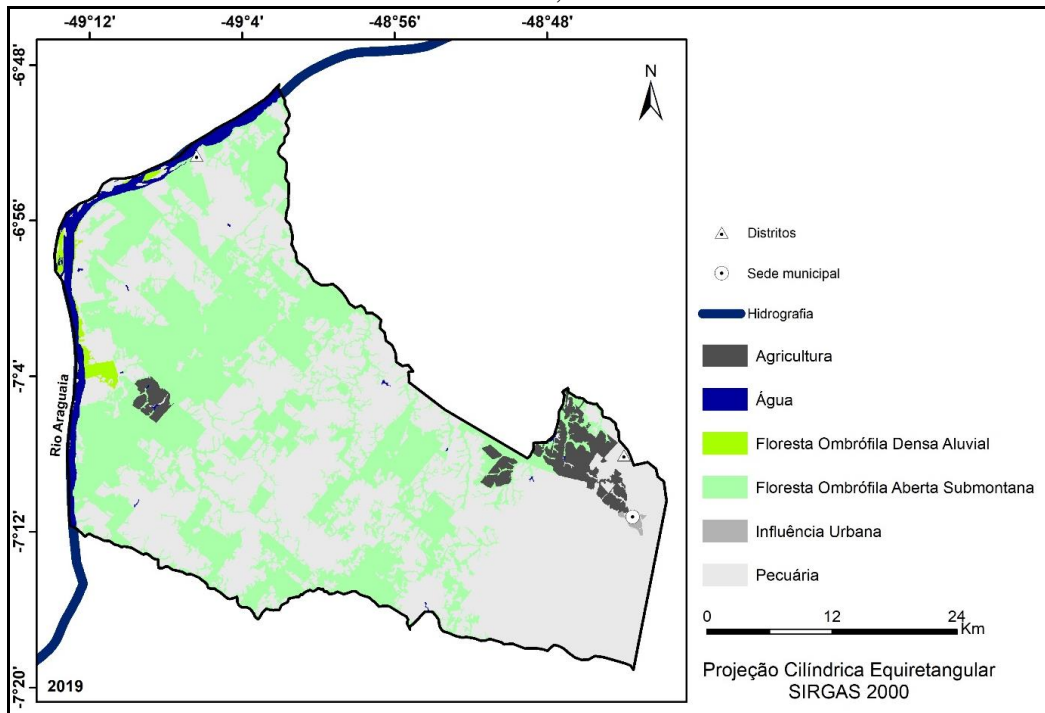 -49°12' -49°4' -48°56' -48°48'
-6°48'
-6°56'
-7°4'
-7°12'
-7°20'
N
Rio Araguaia
2019
Distritos
Sede municipal
Hidrografia
Agricultura
Água
Floresta Ombrófila Densa Aluvial
Floresta Ombrófila Aberta Submontana
Influência Urbana
Pecuária
0 12 24
Km
Projeção Cilíndrica Equiretangular
SIRGAS 2000